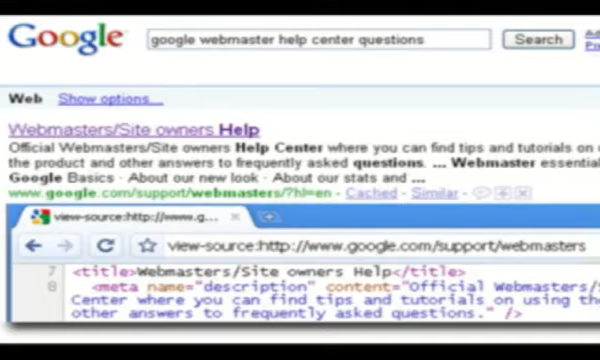 Google google webmaster help center questions Search
Web Show options...
Webmasters/Site owners Help
Official Webmasters/Site owners Help Center where you can find tips and tutorials on
the product and other answers to frequently asked questions. ... Webmaster essential
Google Basics - About our new look - About our stats and ...
www.google.com/support/webmasters/?hl=en - Cached - Similar -
view-source:http://www.g...
view-source:http://www.google.com/support/webmasters
7 <title>Webmasters/Site owners Help</title>
8 <meta name="description" content="Official Webmasters/S
Center where you can find tips and tutorials on using th
other answers to frequently asked questions." />